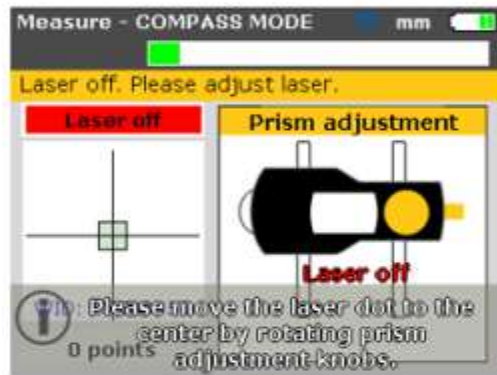 Measure - COMPASS MODE mm
Laser off. Please adjust laser.
Laser off
Prism adjustment
Laser off
Please move the laser dot to the
center by rotating prism
adjustment knobs.
0 points